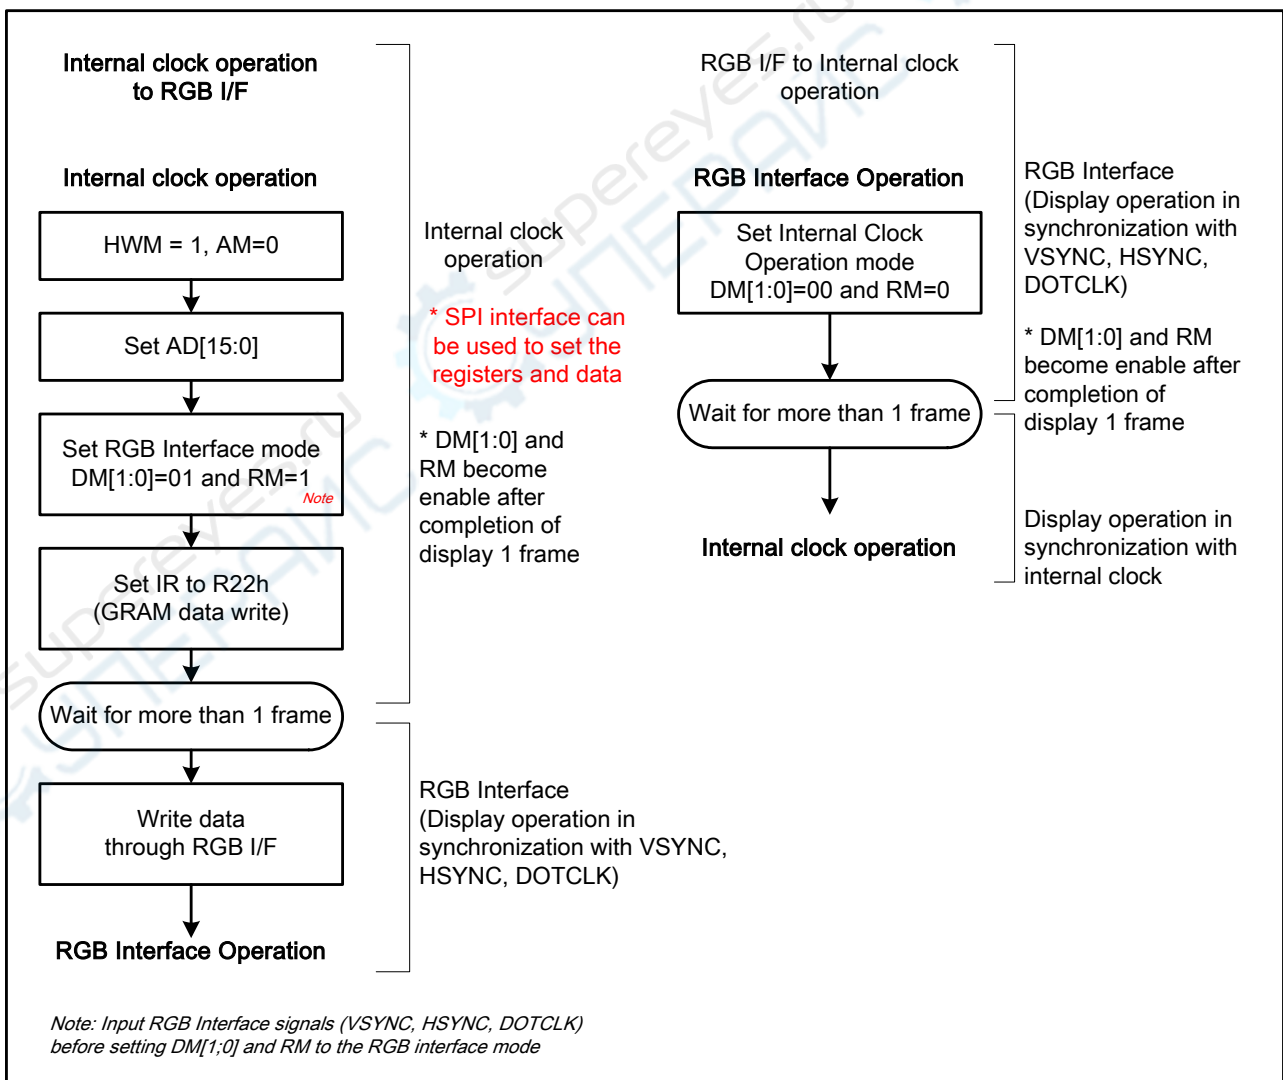 Internal clock operation
to RGB I/F
Internal clock operation
HWM = 1, AM=0
Set AD[15:0]
Set RGB Interface mode
DM[1:0]=01 and RM=1
Note
Set IR to R22h
(GRAM data write)
Wait for more than 1 frame
Write data
through RGB I/F
RGB Interface Operation
Internal clock
operation
* SPI interface can
be used to set the
registers and data
* DM[1:0] and
RM become
enable after
completion of
display 1 frame
RGB Interface
(Display operation in
synchronization with VSYNC,
HSYNC, DOTCLK)
RGB I/F to Internal clock
operation
RGB Interface Operation
Set Internal Clock
Operation mode
DM[1:0]=00 and RM=0
Wait for more than 1 frame
Internal clock operation
RGB Interface
(Display operation in
synchronization with
VSYNC, HSYNC,
DOTCLK)
* DM[1:0] and RM
become enable after
completion of
display 1 frame
Display operation in
synchronization with
internal clock
Note: Input RGB Interface signals (VSYNC, HSYNC, DOTCLK)
before setting DM[1;0] and RM to the RGB interface mode
supereyes.ru
СУПЕРАЙС
supereyes.ru
СУПЕРАЙС